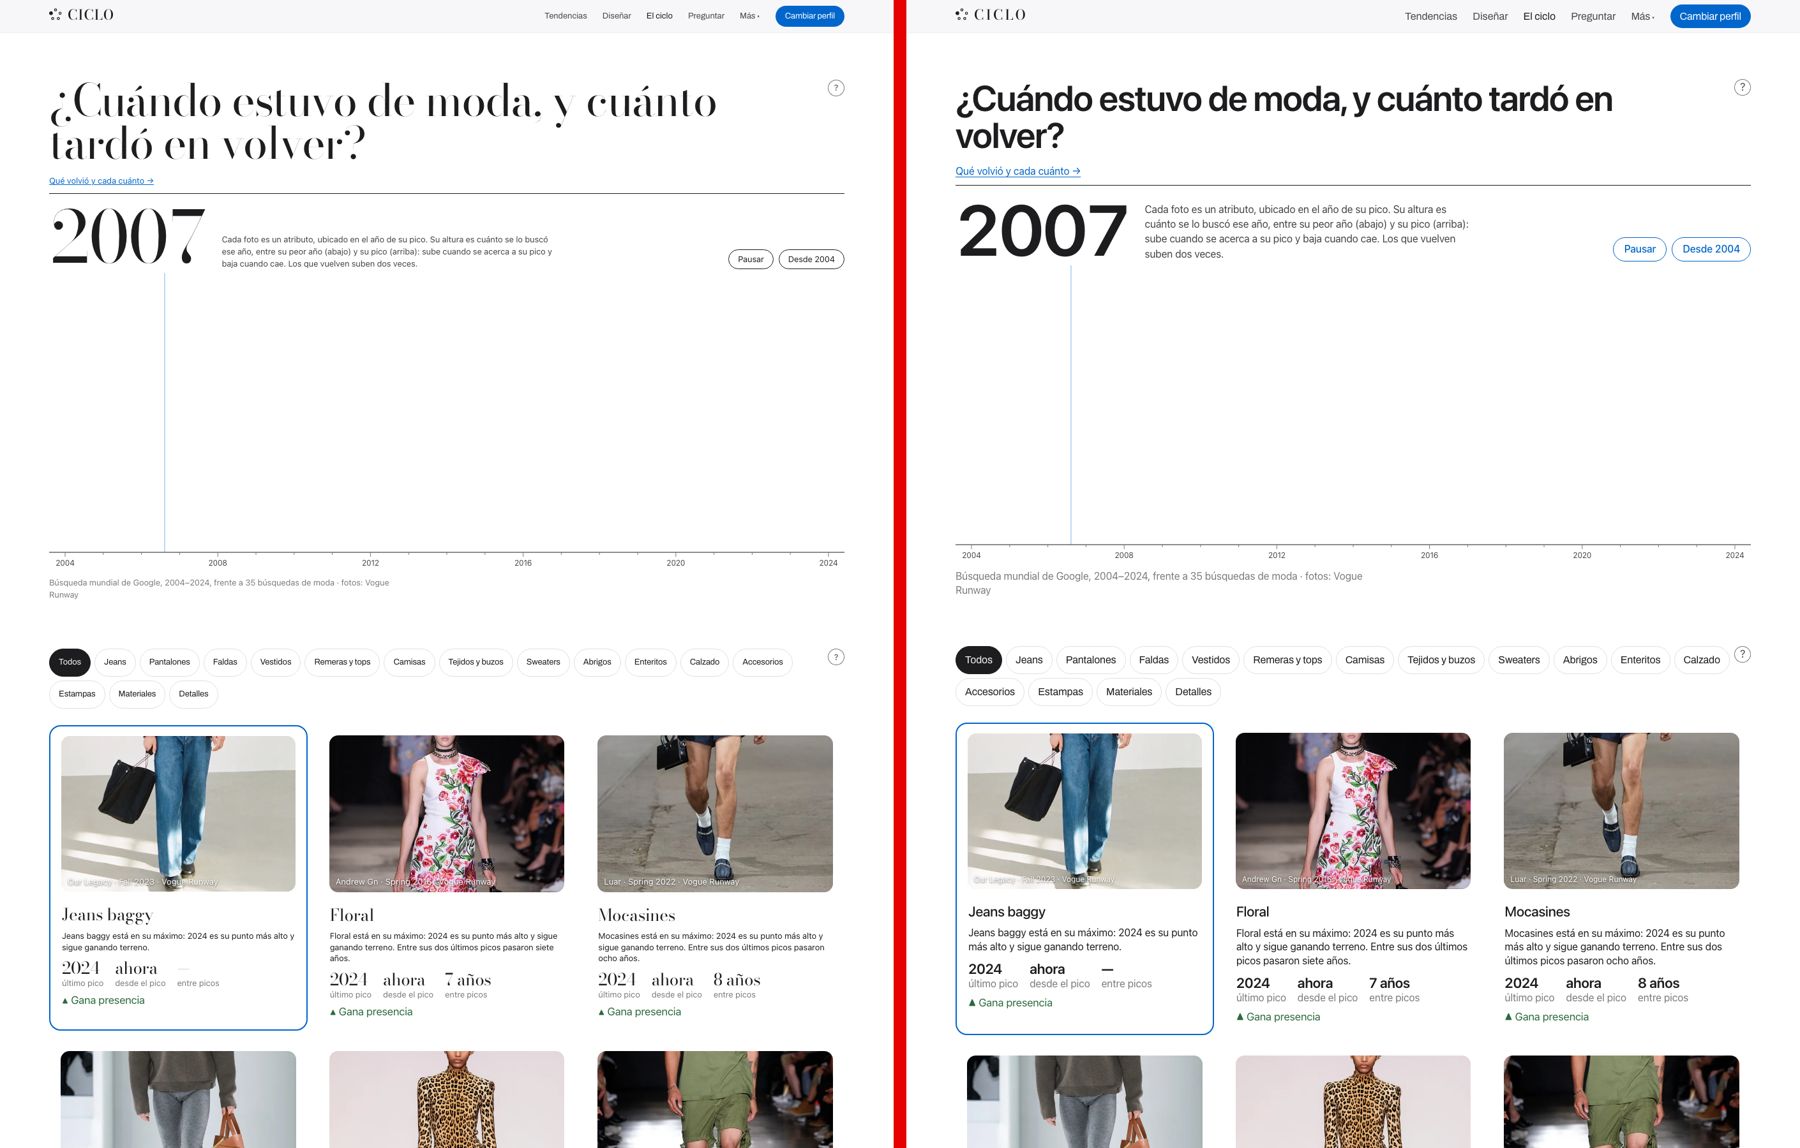 CICLO
Tendencias Diseñar El ciclo Preguntar Más Cambiar perfil
¿Cuándo estuvo de moda, y cuánto
tardó en volver?
?
Qué volvió y cada cuánto →
2007
Cada foto es un atributo, ubicado en el año de su pico. Su altura es cuánto se lo buscó
ese año, entre su peor año (abajo) y su pico (arriba): sube cuando se acerca a su pico y
baja cuando cae. Los que vuelven suben dos veces.
Pausar Desde 2004
2004 2008 2012 2016 2020 2024
Búsqueda mundial de Google, 2004–2024, frente a 35 búsquedas de moda · fotos: Vogue
Runway
Todos Jeans Pantalones Faldas Vestidos Remeras y tops Camisas Tejidos y buzos Sweaters Abrigos Enteritos Calzado Accesorios
?
Estampas Materiales Detalles
Our Legacy · Fall 2023 · Vogue Runway
Andrew Gn · Spring 2016 · Vogue Runway
Luar · Spring 2022 · Vogue Runway
Jeans baggy
Jeans baggy está en su máximo: 2024 es su punto más alto y
sigue ganando terreno.
2024 ahora —
último pico desde el pico entre picos
▲ Gana presencia
Floral
Floral está en su máximo: 2024 es su punto más alto y sigue
ganando terreno. Entre sus dos últimos picos pasaron siete
años.
2024 ahora 7 años
último pico desde el pico entre picos
▲ Gana presencia
Mocasines
Mocasines está en su máximo: 2024 es su punto más alto y
sigue ganando terreno. Entre sus dos últimos picos pasaron
ocho años.
2024 ahora 8 años
último pico desde el pico entre picos
▲ Gana presencia
CICLO
Tendencias Diseñar El ciclo Preguntar Más Cambiar perfil
¿Cuándo estuvo de moda, y cuánto tardó en
volver?
?
Qué volvió y cada cuánto →
2007
Cada foto es un atributo, ubicado en el año de su pico. Su altura es
cuánto se lo buscó ese año, entre su peor año (abajo) y su pico (arriba):
sube cuando se acerca a su pico y baja cuando cae. Los que vuelven
suben dos veces.
Pausar Desde 2004
2004 2008 2012 2016 2020 2024
Búsqueda mundial de Google, 2004–2024, frente a 35 búsquedas de moda · fotos: Vogue
Runway
Todos Jeans Pantalones Faldas Vestidos Remeras y tops Camisas Tejidos y buzos Sweaters Abrigos Enteritos Calzado
?
Accesorios Estampas Materiales Detalles
Our Legacy · Fall 2023 · Vogue Runway
Andrew Gn · Spring 2016 · Vogue Runway
Luar · Spring 2022 · Vogue Runway
Jeans baggy
Jeans baggy está en su máximo: 2024 es su punto
más alto y sigue ganando terreno.
2024 ahora —
último pico desde el pico entre picos
▲ Gana presencia
Floral
Floral está en su máximo: 2024 es su punto más
alto y sigue ganando terreno. Entre sus dos últimos
picos pasaron siete años.
2024 ahora 7 años
último pico desde el pico entre picos
▲ Gana presencia
Mocasines
Mocasines está en su máximo: 2024 es su punto
más alto y sigue ganando terreno. Entre sus dos
últimos picos pasaron ocho años.
2024 ahora 8 años
último pico desde el pico entre picos
▲ Gana presencia